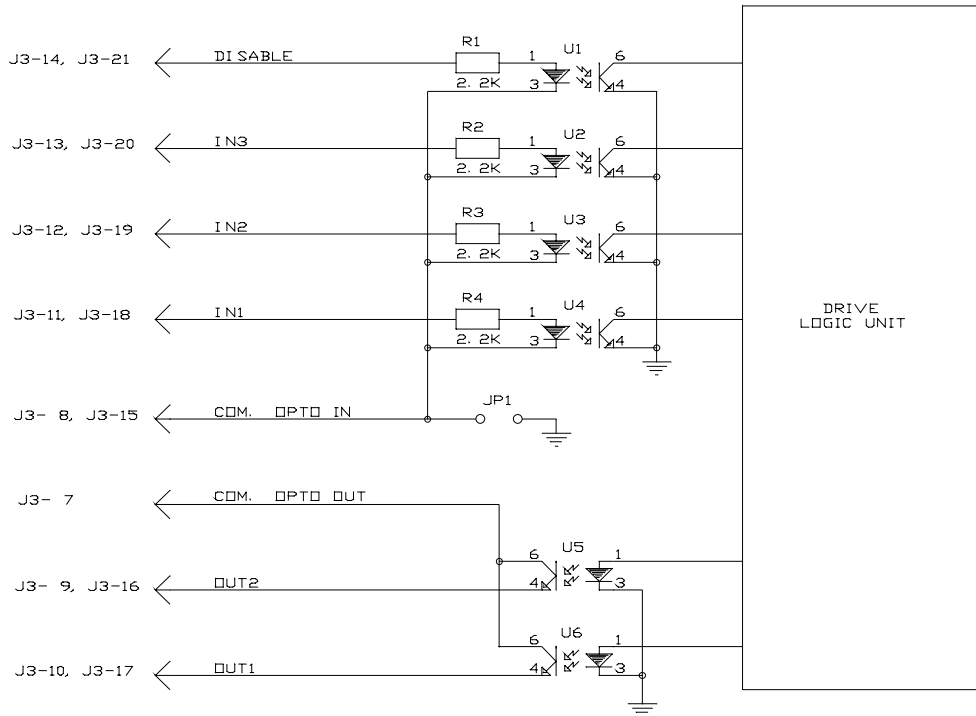 J3-14, J3-21 DISABLE R1 2.2K 1 3 U1 6 4
J3-13, J3-20 IN3 R2 2.2K 1 3 U2 6 4
J3-12, J3-19 IN2 R3 2.2K 1 3 U3 6 4
J3-11, J3-18 IN1 R4 2.2K 1 3 U4 6 4
DRIVE
LOGIC UNIT
J3- 8, J3-15 COM. OPTO IN JP1
J3- 7 COM. OPTO OUT
J3- 9, J3-16 OUT2 6 4 U5 1 3
J3-10, J3-17 OUT1 6 4 U6 1 3